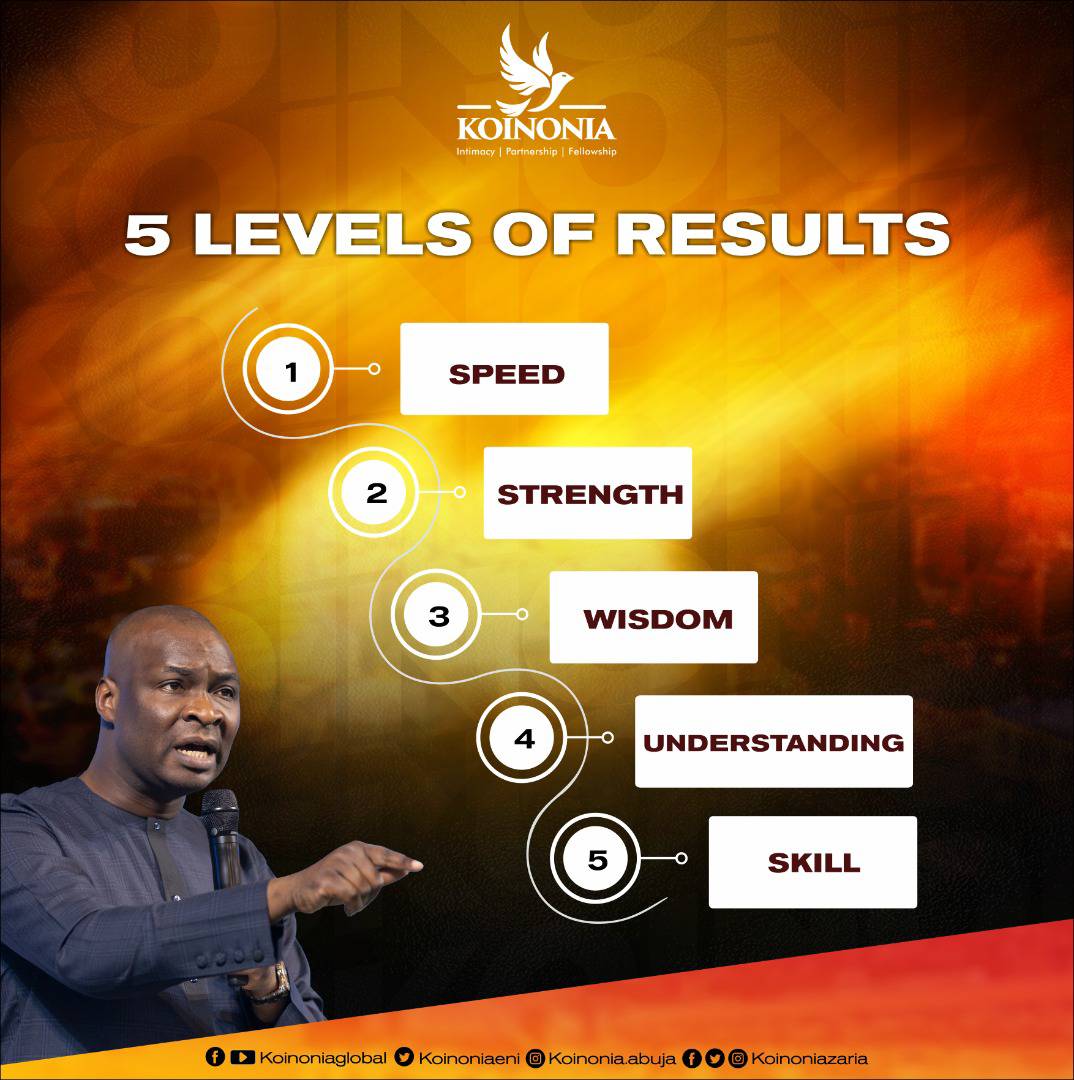 KOINONIA
Intimacy | Partnership | Fellowship
5 LEVELS OF RESULTS
1 SPEED
2 STRENGTH
3 WISDOM
4 UNDERSTANDING
5 SKILL
Koinoniaglobal Koinoniaeni Koinonia.abuja Koinoniazaria